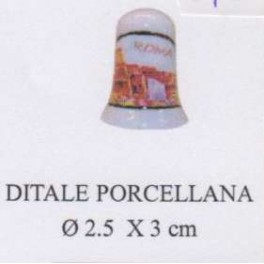 ROMA
DITALE PORCELLANA
Ø 2.5 X 3 cm